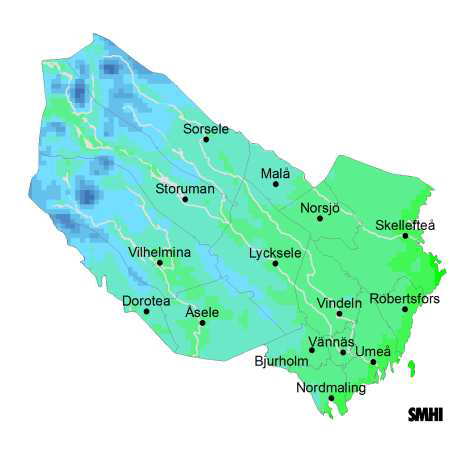 Sorsele
Malå
Storuman
Norsjö
Skellefteå
Vilhelmina
Lycksele
Dorotea
Åsele
Vindeln
Robertsfors
Vännäs
Bjurholm
Umeå
Nordmaling
SMHI